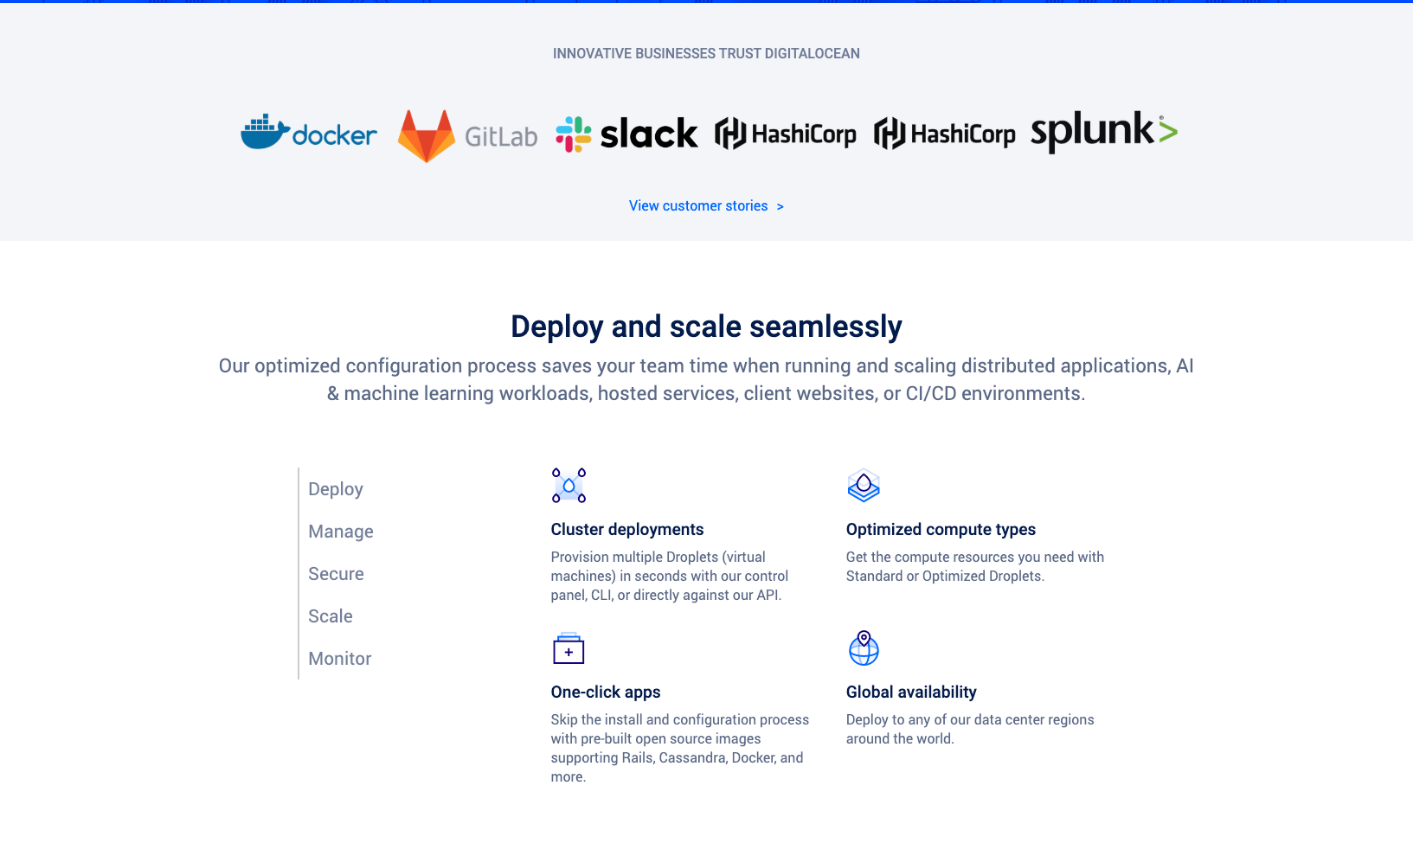 INNOVATIVE BUSINESSES TRUST DIGITALOCEAN
docker GitLab slack HashiCorp HashiCorp splunk>®
View customer stories >
Deploy and scale seamlessly
Our optimized configuration process saves your team time when running and scaling distributed applications, AI
& machine learning workloads, hosted services, client websites, or CI/CD environments.
Deploy
Manage
Secure
Scale
Monitor
Cluster deployments
Provision multiple Droplets (virtual
machines) in seconds with our control
panel, CLI, or directly against our API.
Optimized compute types
Get the compute resources you need with
Standard or Optimized Droplets.
One-click apps
Skip the install and configuration process
with pre-built open source images
supporting Rails, Cassandra, Docker, and
more.
Global availability
Deploy to any of our data center regions
around the world.